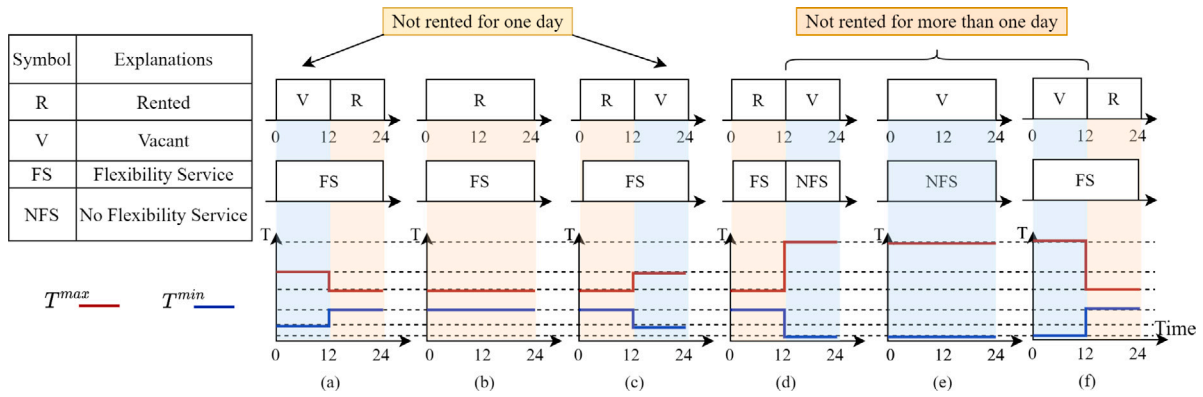 Not rented for one day
Not rented for more than one day
Symbol Explanations
R Rented
V Vacant
FS Flexibility Service
NFS No Flexibility Service
T^max T^min
V R R R V R V V V R
0 12 24 0 12 24 0 12 24 0 12 24 0 12 24 0 12 24
FS FS FS FS NFS NFS FS
T T T T T T
Time
0 12 24 0 12 24 0 12 24 0 12 24 0 12 24 0 12 24
(a) (b) (c) (d) (e) (f)